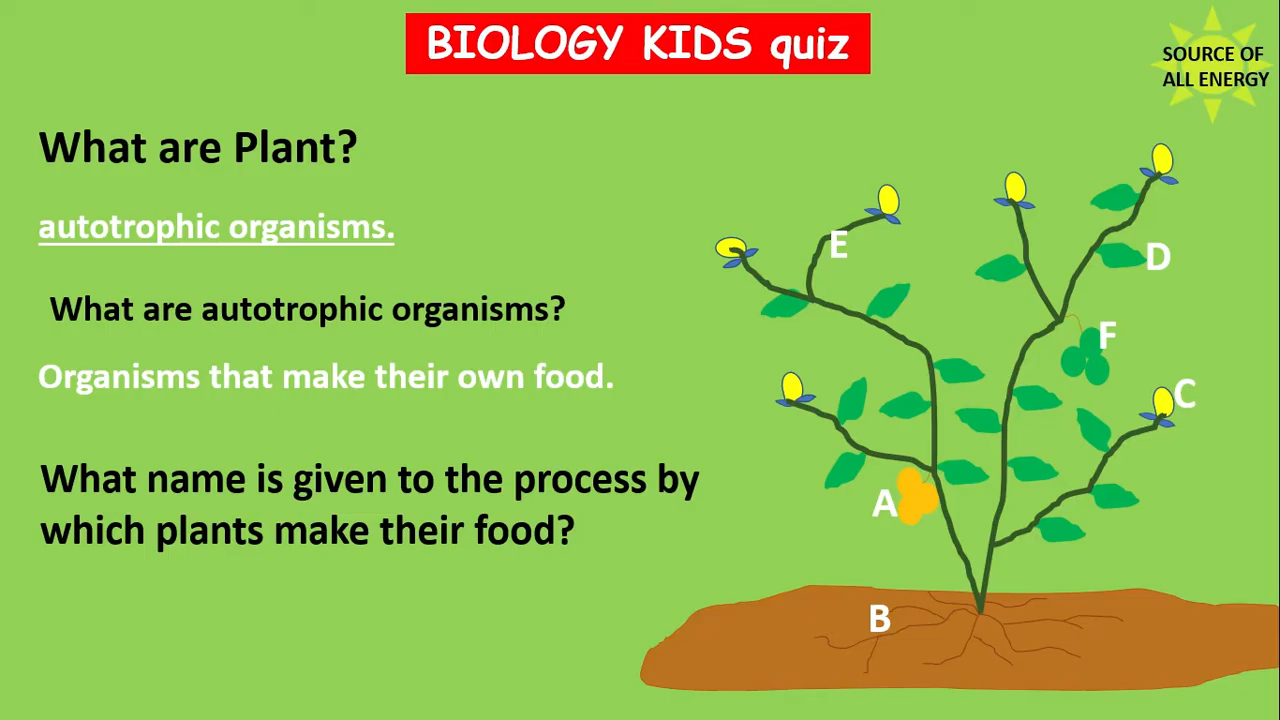 BIOLOGY KIDS quiz
SOURCE OF
ALL ENERGY
What are Plant?
autotrophic organisms.
What are autotrophic organisms?
Organisms that make their own food.
What name is given to the process by
which plants make their food?
E
D
F
C
A
B